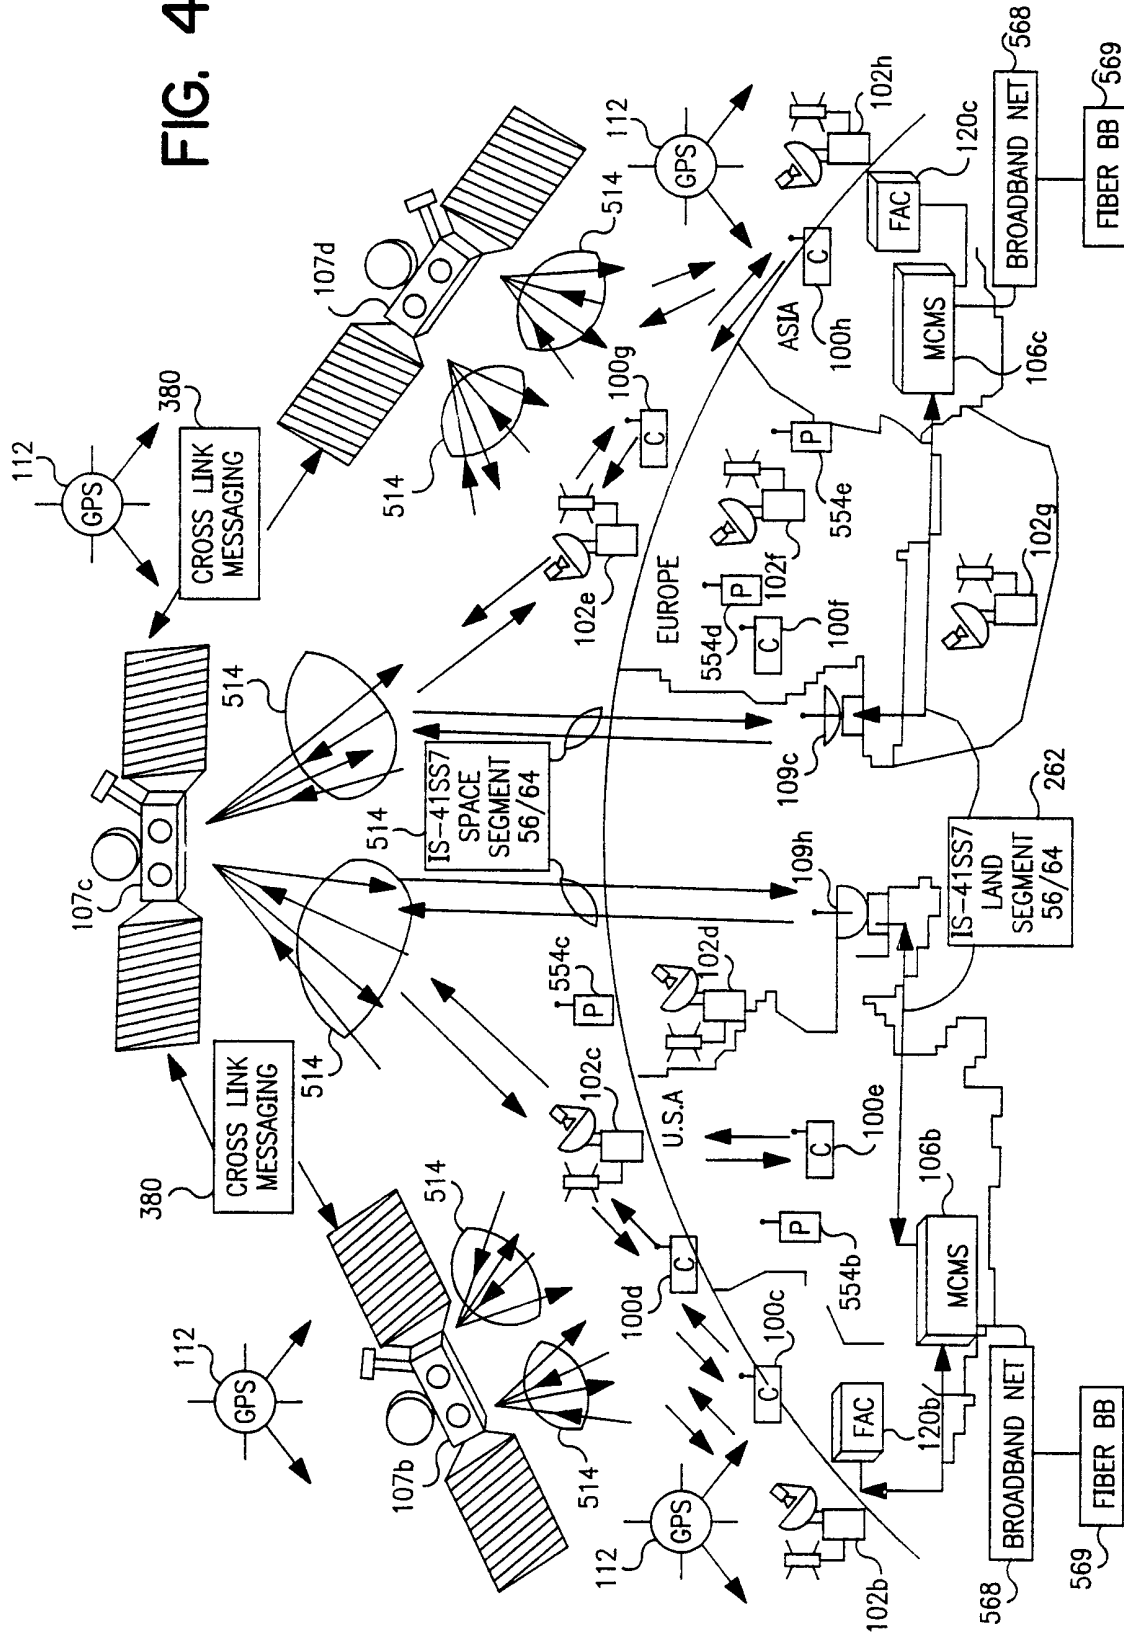 FIG. 4
112
GPS
380
CROSS LINK
MESSAGING
107c
107d
514
514
112
GPS
514
514
CROSS LINK
MESSAGING
380
514
112
GPS
107b
514
514
IS-41SS7
SPACE
SEGMENT
56/64
514
102e
C
100g
102h
554c
P
102c
100d
C
100c
C
112
GPS
102b
U.S.A
102d
EUROPE
554d
P
C
100f
102f
P
554e
ASIA
C
100h
109h
109c
C
100e
P
554b
FAC
120b
MCMS
106b
IS-41SS7
LAND
SEGMENT
56/64
262
102g
MCMS
106c
FAC
120c
BROADBAND NET
568
FIBER BB
569
BROADBAND NET
568
FIBER BB
569